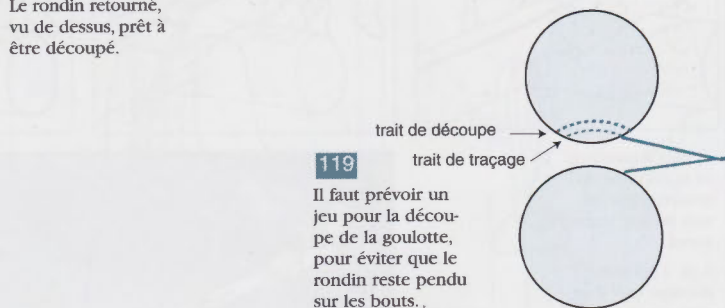 Le rondin retourné,
vu de dessus, prêt à
être découpé.
trait de découpe
trait de traçage
119
Il faut prévoir un
jeu pour la décou-
pe de la goulotte,
pour éviter que le
rondin reste pendu
sur les bouts.